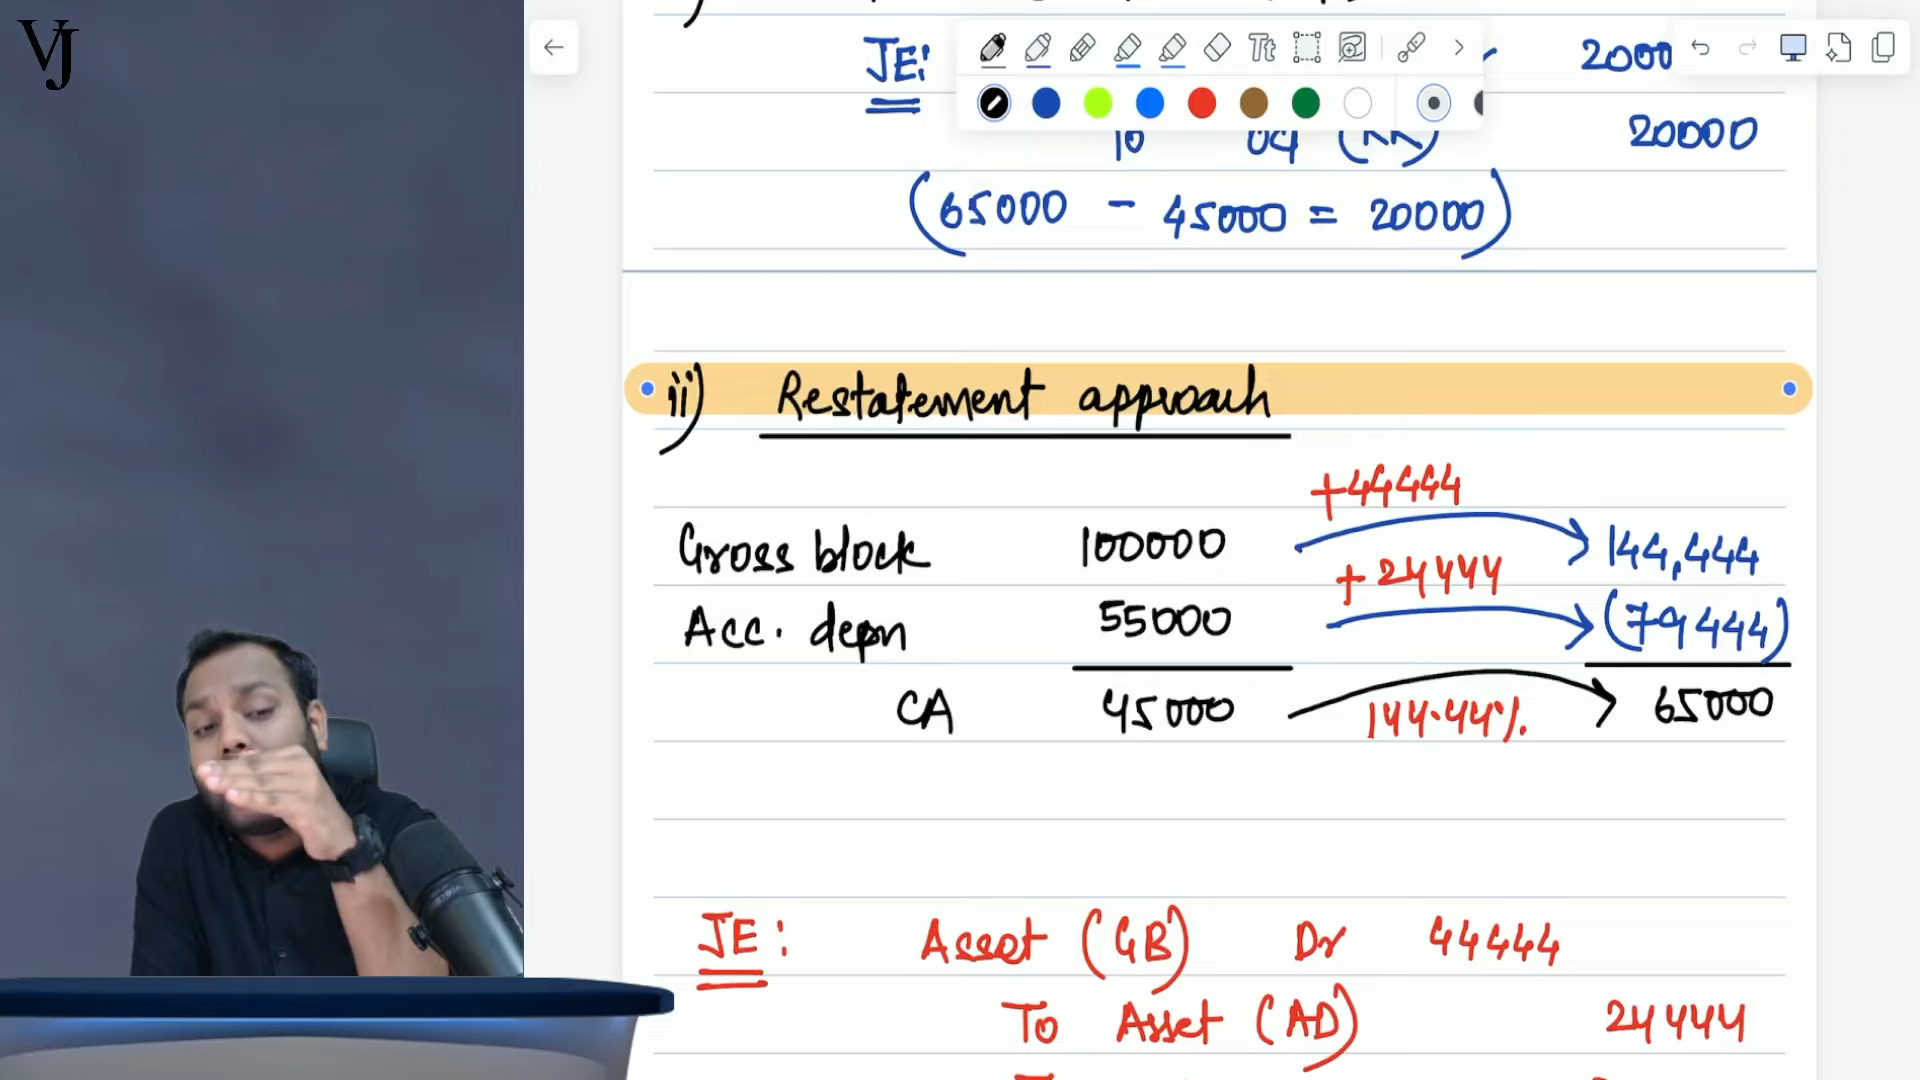 VJ
JE: 2000
To 20000
(65000 - 45000 = 20000)
ii) Restatement approach
+44444
Gross block 100000 144,444
+24444
Acc. depn 55000 (79444)
CA 45000 144.44% 65000
JE: Asset (GB) Dr 44444
To Asset (AD) 24444